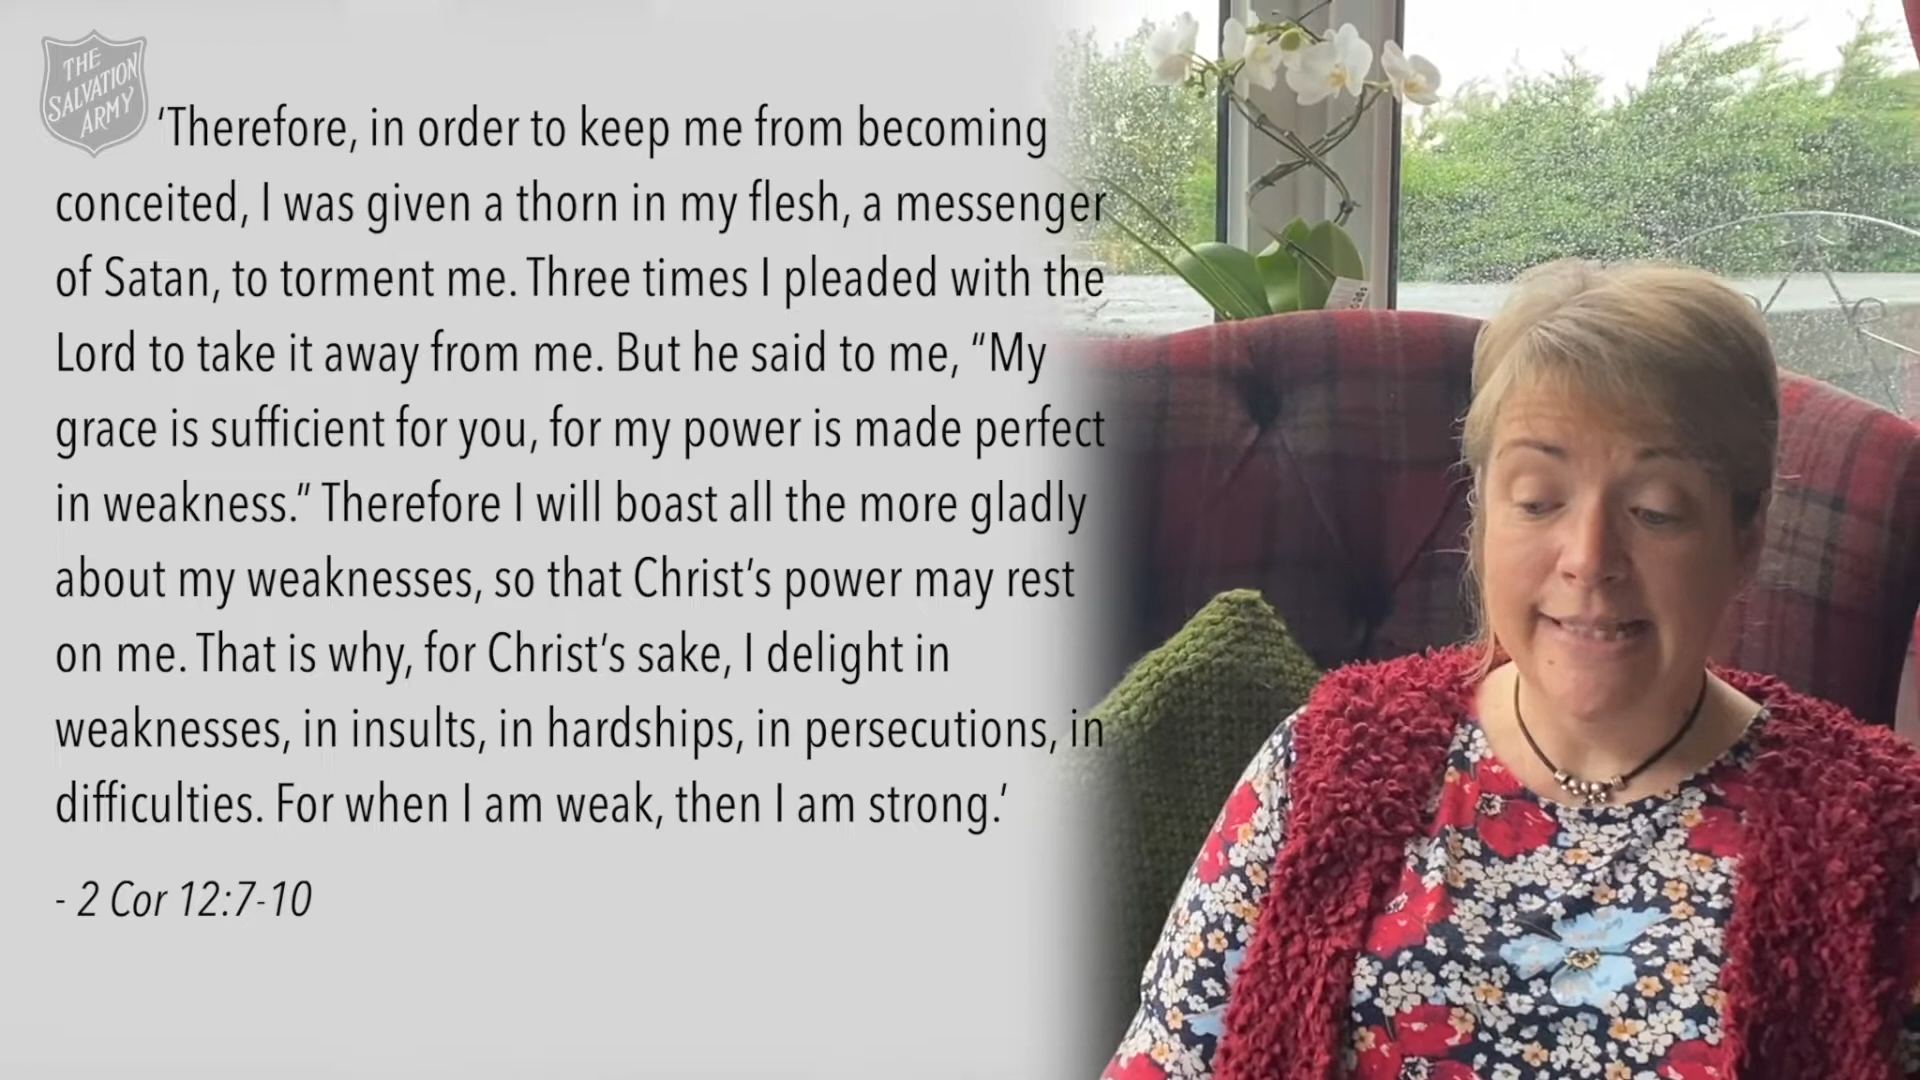 THE
SALVATION
ARMY
‘Therefore, in order to keep me from becoming
conceited, I was given a thorn in my flesh, a messenger
of Satan, to torment me. Three times I pleaded with the
Lord to take it away from me. But he said to me, “My
grace is sufficient for you, for my power is made perfect
in weakness.” Therefore I will boast all the more gladly
about my weaknesses, so that Christ’s power may rest
on me. That is why, for Christ’s sake, I delight in
weaknesses, in insults, in hardships, in persecutions, in
difficulties. For when I am weak, then I am strong.’
- 2 Cor 12:7-10